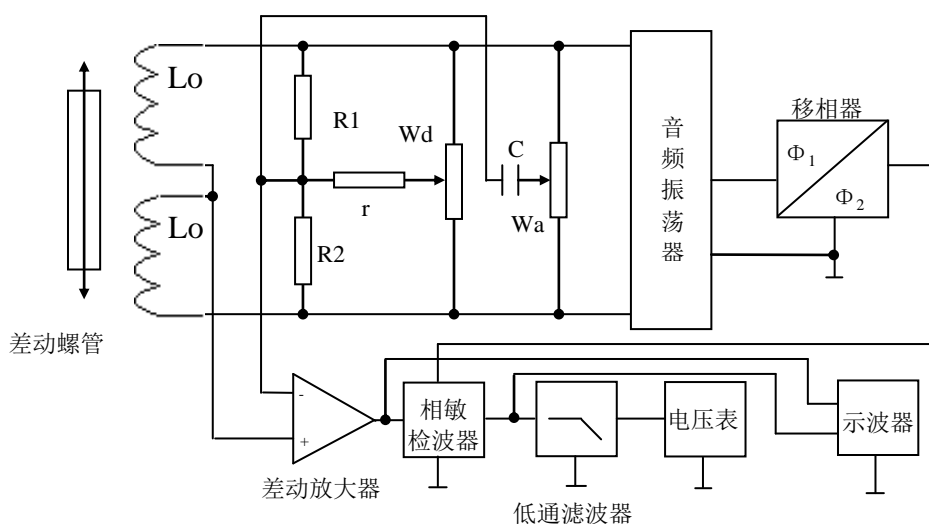 Lo
R1
Wd
C
音频振荡器
移相器
Φ1
Φ2
Lo
r
R2
Wa
差动螺管
-
+
相敏
检波器
电压表
示波器
差动放大器
低通滤波器